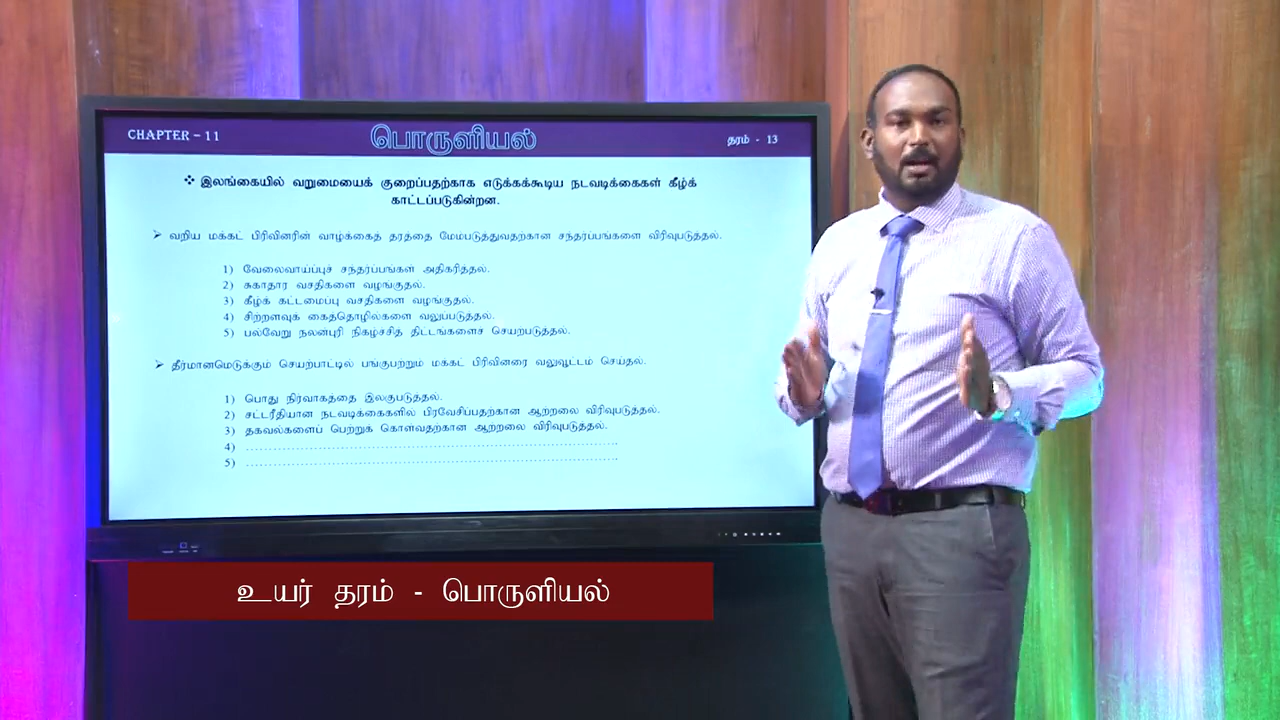 CHAPTER – 11
பொருளியல்
தரம் - 13
❖ இலங்கையில் வறுமையைக் குறைப்பதற்காக எடுக்கக்கூடிய நடவடிக்கைகள் கீழ்க்
காட்டப்படுகின்றன.
➤ வறிய மக்கட் பிரிவினரின் வாழ்க்கைத் தரத்தை மேம்படுத்துவதற்கான சந்தர்ப்பங்களை விரிவுபடுத்தல்.
1) வேலைவாய்ப்புச் சந்தர்ப்பங்கள் அதிகரித்தல்.
2) சுகாதார வசதிகளை வழங்குதல்.
3) கீழ்க் கட்டமைப்பு வசதிகளை வழங்குதல்.
4) சிற்றளவுக் கைத்தொழில்களை வலுப்படுத்தல்.
5) பல்வேறு நலன்புரி நிகழ்ச்சித் திட்டங்களைச் செயற்படுத்தல்.
➤ தீர்மானமெடுக்கும் செயற்பாட்டில் பங்குபற்றும் மக்கட் பிரிவினரை வலுவூட்டம் செய்தல்.
1) பொது நிர்வாகத்தை இலகுபடுத்தல்.
2) சட்டரீதியான நடவடிக்கைகளில் பிரவேசிப்பதற்கான ஆற்றலை விரிவுபடுத்தல்.
3) தகவல்களைப் பெற்றுக் கொள்வதற்கான ஆற்றலை விரிவுபடுத்தல்.
4) ..........................................................................
5) ..........................................................................
உயர் தரம் - பொருளியல்